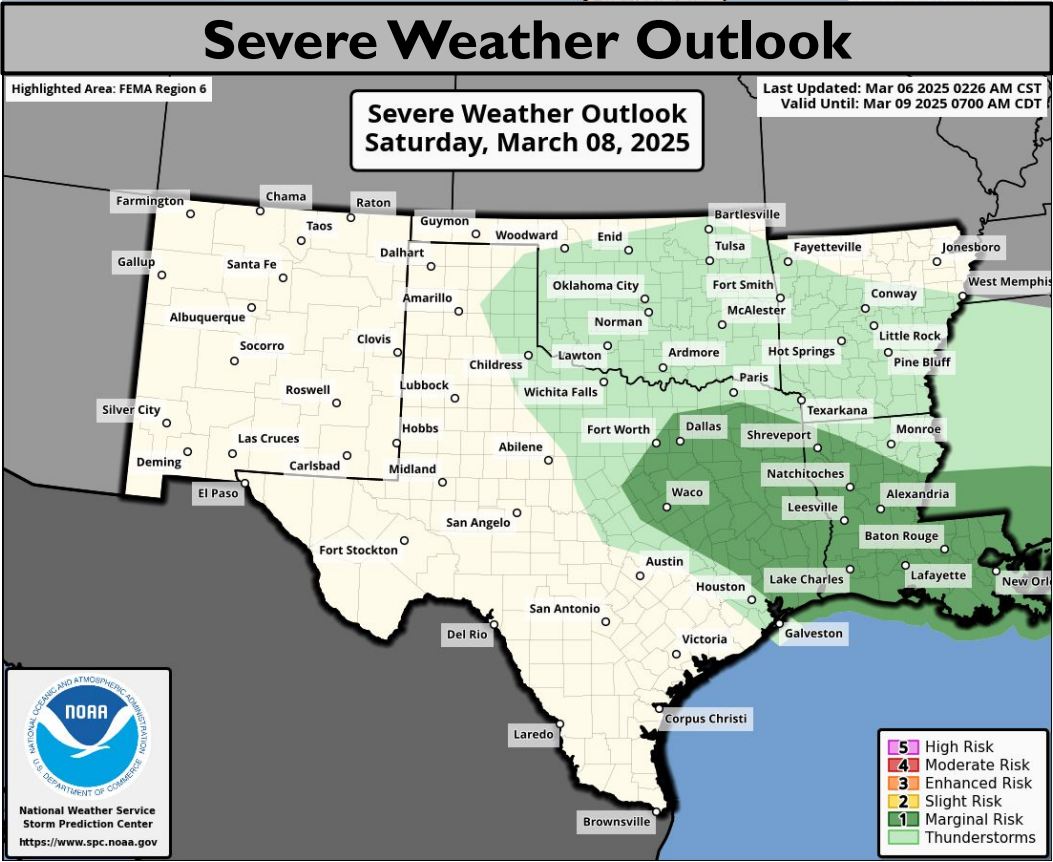 Severe Weather Outlook
Highlighted Area: FEMA Region 6
Last Updated: Mar 06 2025 0226 AM CST
Valid Until: Mar 09 2025 0700 AM CDT
Severe Weather Outlook
Saturday, March 08, 2025
Farmington
Chama
Raton
Taos
Guymon
Woodward
Enid
Bartlesville
Tulsa
Fayetteville
Jonesboro
Gallup
Santa Fe
Dalhart
Albuquerque
Amarillo
Oklahoma City
Fort Smith
Conway
West Memphis
Norman
McAlester
Little Rock
Socorro
Clovis
Childress
Lawton
Ardmore
Hot Springs
Pine Bluff
Roswell
Lubbock
Wichita Falls
Paris
Texarkana
Silver City
Las Cruces
Hobbs
Abilene
Fort Worth
Dallas
Shreveport
Monroe
Deming
Carlsbad
Midland
Natchitoches
El Paso
San Angelo
Waco
Leesville
Alexandria
Fort Stockton
Baton Rouge
Austin
Houston
Lake Charles
Lafayette
New Orl
San Antonio
Del Rio
Victoria
Galveston
Laredo
Corpus Christi
Brownsville
NATIONAL OCEANIC AND ATMOSPHERIC ADMINISTRATION
NOAA
U.S. DEPARTMENT OF COMMERCE
National Weather Service
Storm Prediction Center
https://www.spc.noaa.gov
5 High Risk
4 Moderate Risk
3 Enhanced Risk
2 Slight Risk
1 Marginal Risk
Thunderstorms